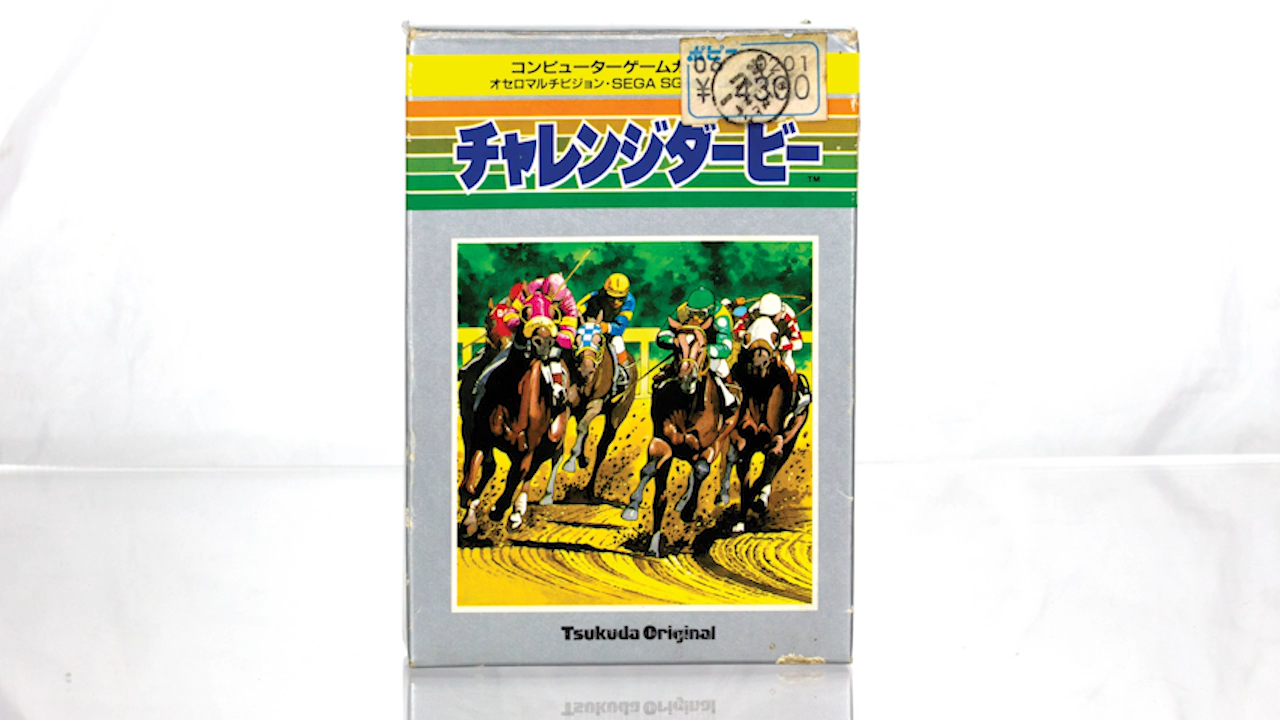 コンピューターゲーム
オセロマルチビジョン・SEGA SG
¥4300
チャレンジダービー
TM
Tsukuda Original